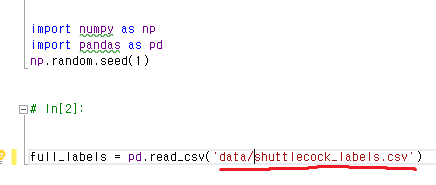 import numpy as np
import pandas as pd
np.random.seed(1)
# In[2]:
full_labels = pd.read_csv('data/shuttlecock_labels.csv')